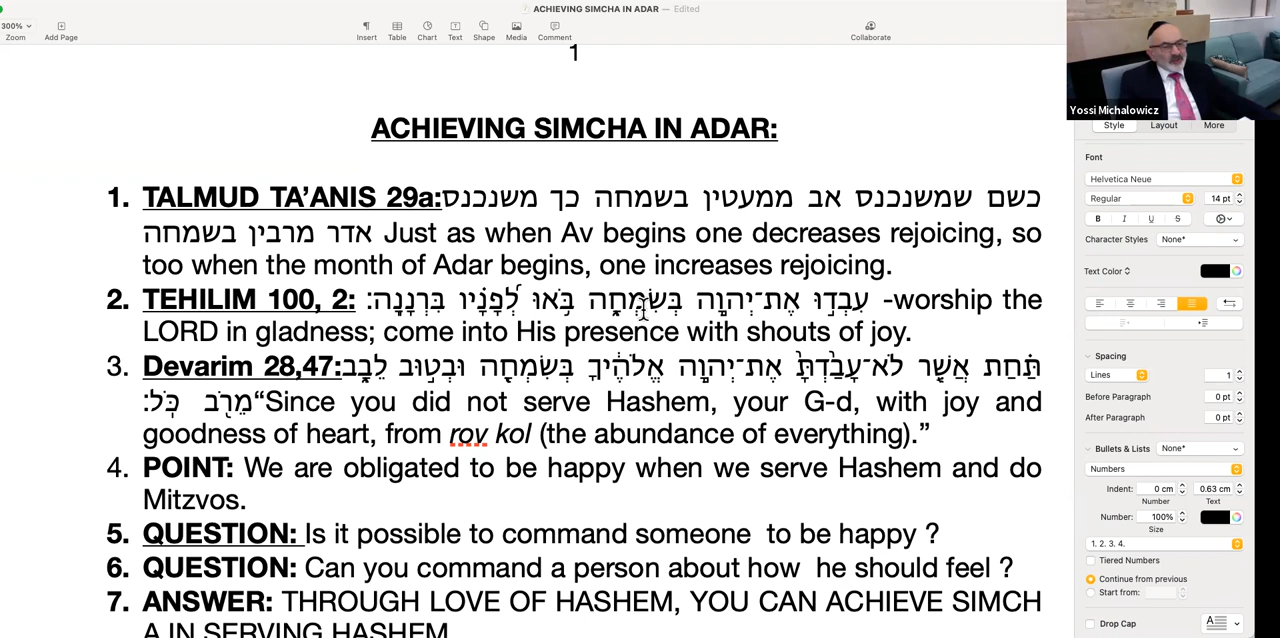 ACHIEVING SIMCHA IN ADAR — Edited
300%
Zoom
Add Page
Insert
Table
Chart
Text
Shape
Media
Comment
Collaborate
Yossi Michalowicz
1
ACHIEVING SIMCHA IN ADAR:
1. TALMUD TA’ANIS 29a:כשם שמשנכנס אב ממעטין בשמחה כך משנכנס
אדר מרבין בשמחה Just as when Av begins one decreases rejoicing, so
too when the month of Adar begins, one increases rejoicing.
2. TEHILIM 100, 2: עִבְד֣וּ אֶת־יְהוָ֣ה בְּשִׂמְחָ֑ה בֹּ֥אוּ לְ֝פָנָ֗יו בִּרְנָנָֽה׃ -worship the
LORD in gladness; come into His presence with shouts of joy.
3. Devarim 28,47:תַּ֗חַת אֲשֶׁ֤ר לֹא־עָבַ֙דְתָּ֙ אֶת־יְהוָ֣ה אֱלֹהֶ֔יךָ בְּשִׂמְחָ֖ה וּבְט֣וּב לֵבָ֑ב
מֵרֹ֖ב כֹּֽל׃“Since you did not serve Hashem, your G-d, with joy and
goodness of heart, from rov kol (the abundance of everything).”
4. POINT: We are obligated to be happy when we serve Hashem and do
Mitzvos.
5. QUESTION: Is it possible to command someone to be happy ?
6. QUESTION: Can you command a person about how he should feel ?
7. ANSWER: THROUGH LOVE OF HASHEM, YOU CAN ACHIEVE SIMCH
A IN SERVING HASHEM
Style
Layout
More
Font
Helvetica Neue
Regular
14 pt
B I U S
Character Styles
None*
Text Color
Spacing
Lines
1
Before Paragraph
0 pt
After Paragraph
0 pt
Bullets & Lists
None*
Numbers
Indent:
0 cm
0.63 cm
Number
Text
Number:
100%
Size
1. 2. 3. 4.
Tiered Numbers
Continue from previous
Start from:
Drop Cap